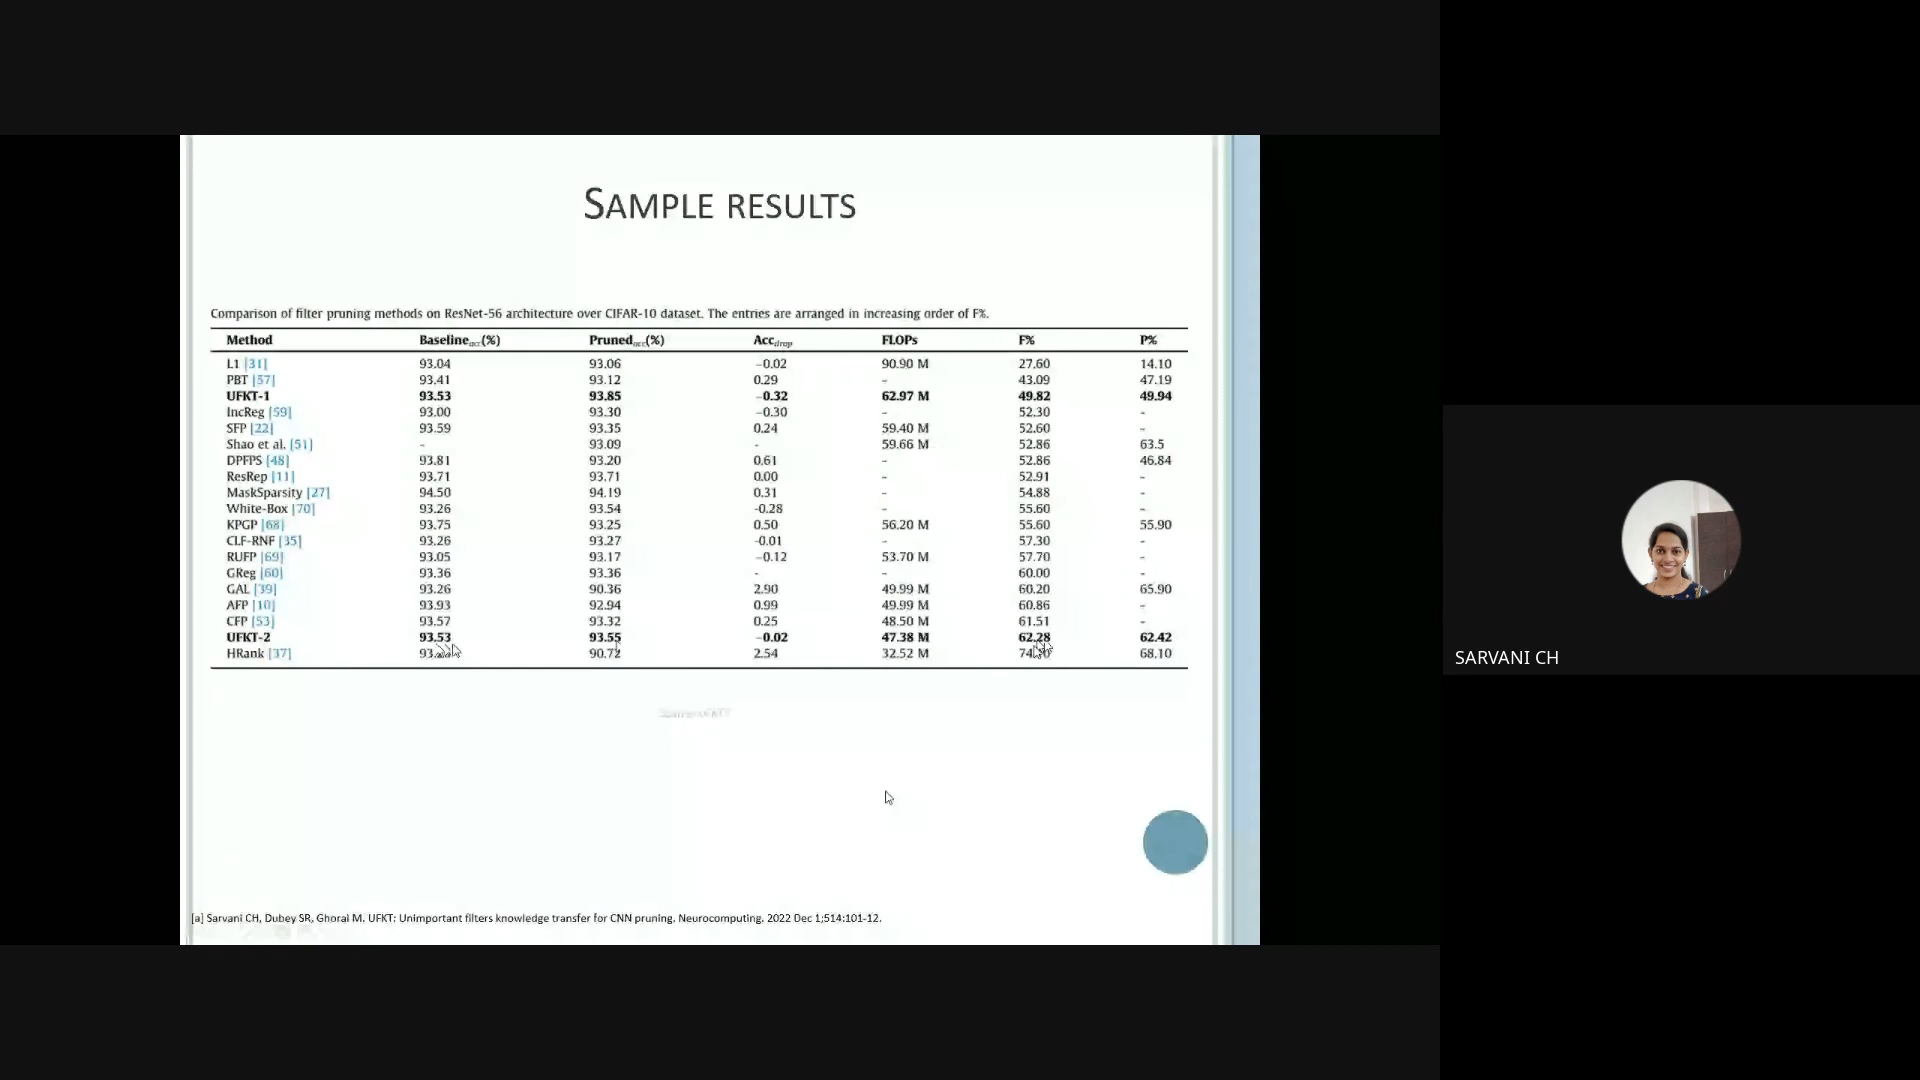 SAMPLE RESULTS
Comparison of filter pruning methods on ResNet-56 architecture over CIFAR-10 dataset. The entries are arranged in increasing order of F%.
Method Baselineacc(%) Prunedacc(%) Accdrop FLOPs F% P%
L1 [31] 93.04 93.06 −0.02 90.90 M 27.60 14.10
PBT [57] 93.41 93.12 0.29 - 43.09 47.19
UFKT-1 93.53 93.85 −0.32 62.97 M 49.82 49.94
IncReg [59] 93.00 93.30 −0.30 - 52.30 -
SFP [22] 93.59 93.35 0.24 59.40 M 52.60 -
Shao et al. [51] - 93.09 - 59.66 M 52.86 63.5
DPFPS [48] 93.81 93.20 0.61 - 52.86 46.84
ResRep [11] 93.71 93.71 0.00 - 52.91 -
MaskSparsity [27] 94.50 94.19 0.31 - 54.88 -
White-Box [70] 93.26 93.54 -0.28 - 55.60 -
KPGP [68] 93.75 93.25 0.50 56.20 M 55.60 55.90
CLF-RNF [35] 93.26 93.27 -0.01 - 57.30 -
RUFP [69] 93.05 93.17 −0.12 53.70 M 57.70 -
GReg [60] 93.36 93.36 - - 60.00 -
GAL [39] 93.26 90.36 2.90 49.99 M 60.20 65.90
AFP [10] 93.93 92.94 0.99 49.99 M 60.86 -
CFP [53] 93.57 93.32 0.25 48.50 M 61.51 -
UFKT-2 93.53 93.55 −0.02 47.38 M 62.28 62.42
HRank [37] 90.72 2.54 32.52 M 68.10
[a] Sarvani CH, Dubey SR, Ghorai M. UFKT: Unimportant filters knowledge transfer for CNN pruning. Neurocomputing. 2022 Dec 1;514:101-12.
SARVANI CH